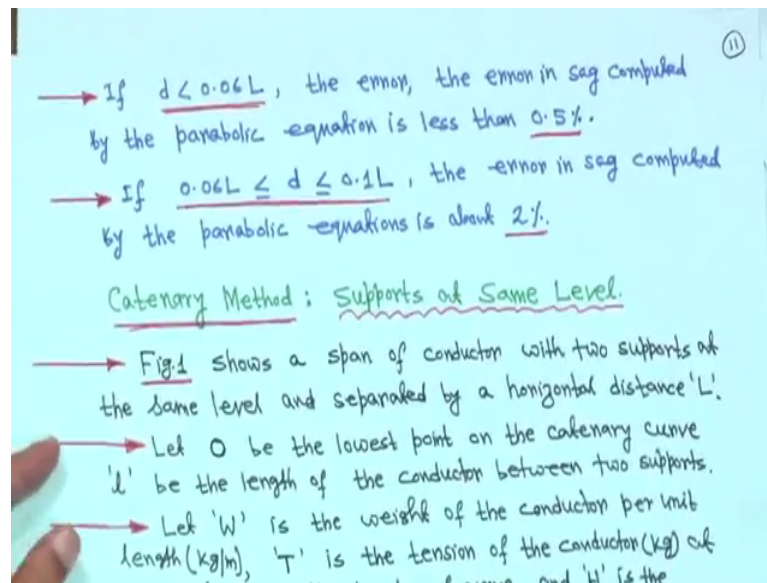 11
→ If d < 0.06L, the error, the error in sag computed
by the parabolic equation is less than 0.5%.
→ If 0.06L ≤ d ≤ 0.1L, the error in sag computed
by the parabolic equations is about 2%.
Catenary Method: Supports at Same Level.
→ Fig.1 shows a span of conductor with two supports at
the same level and separated by a horizontal distance 'L'.
→ Let O be the lowest point on the catenary curve
'l' be the length of the conductor between two supports.
→ Let 'W' is the weight of the conductor per unit
length (kg/m), 'T' is the tension of the conductor (kg) at
and 'H' is the